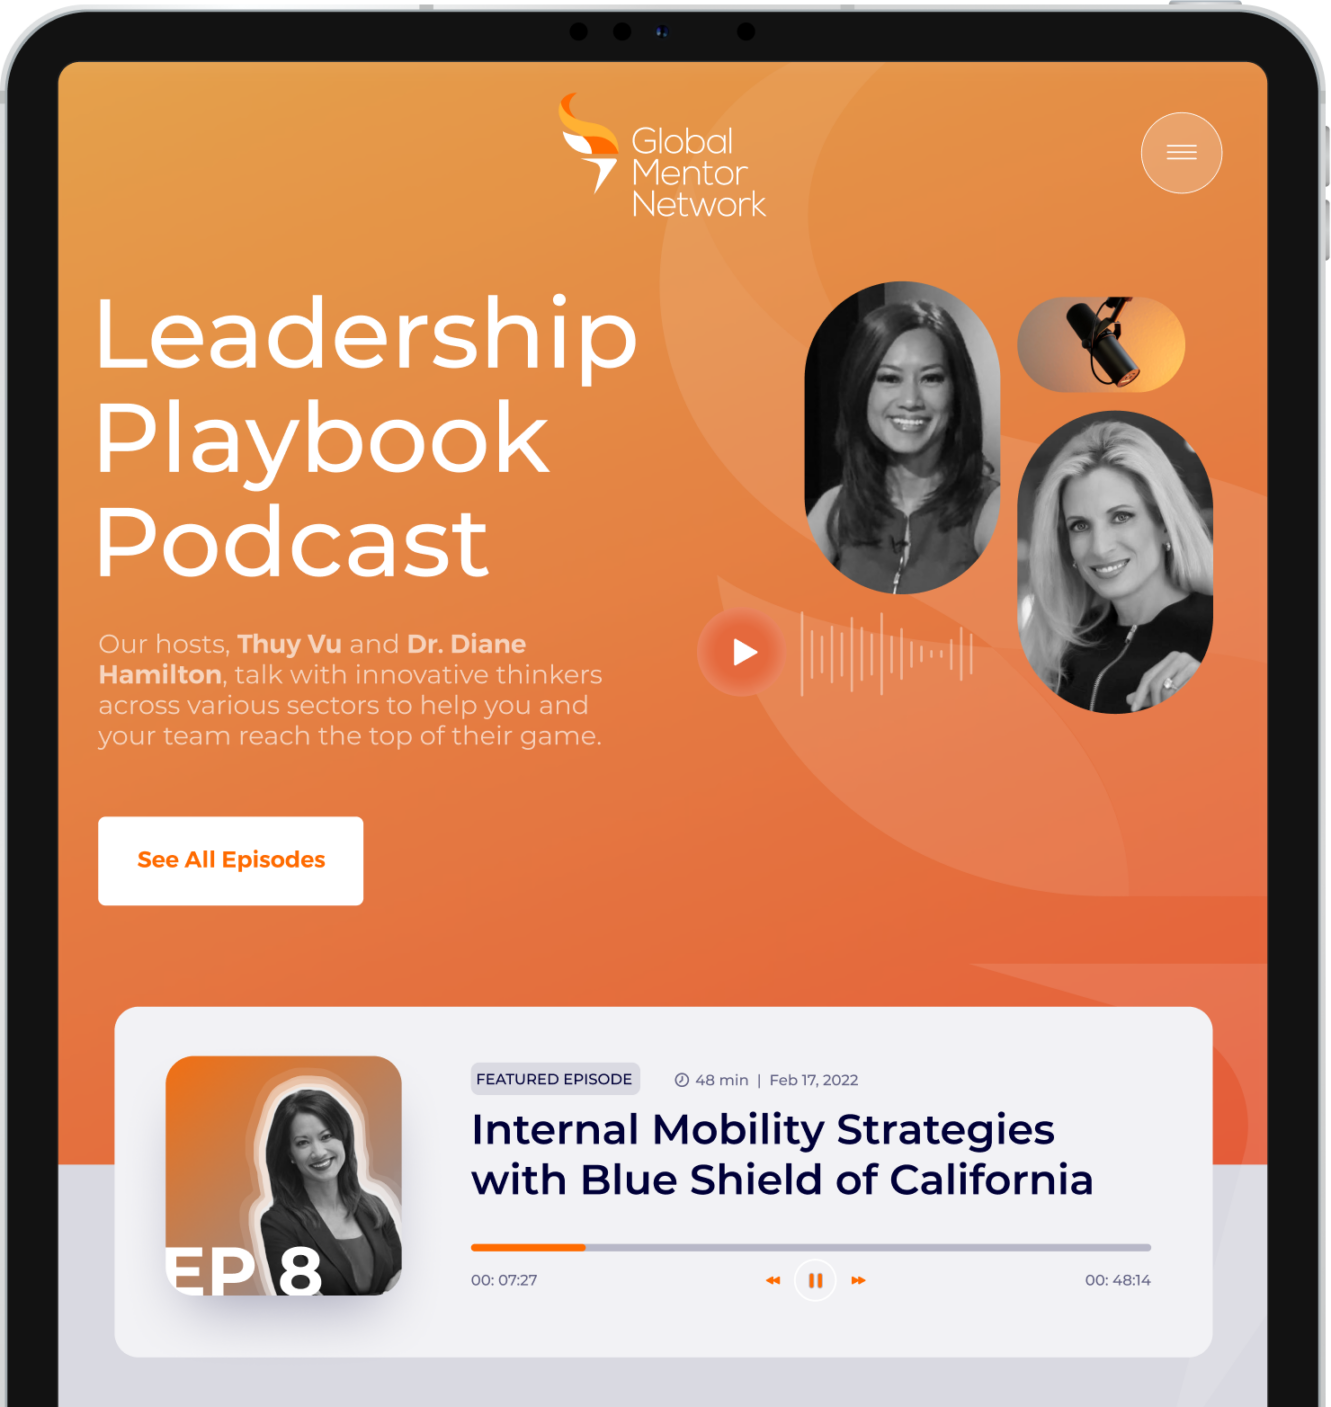 Global
Mentor
Network
Leadership
Playbook
Podcast
Our hosts, Thuy Vu and Dr. Diane
Hamilton, talk with innovative thinkers
across various sectors to help you and
your team reach the top of their game.
See All Episodes
EP 8
FEATURED EPISODE
48 min | Feb 17, 2022
Internal Mobility Strategies
with Blue Shield of California
00: 07:27
00: 48:14